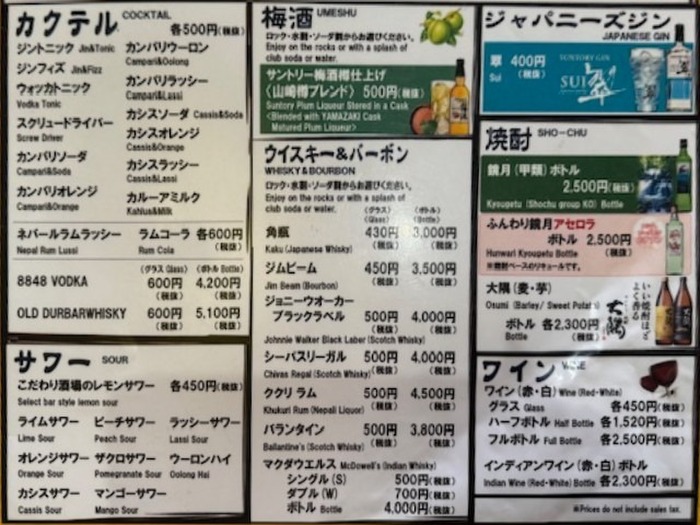 カクテル COCKTAIL 各500円(税抜)
ジントニック Jin&Tonic
ジンフィズ Jin&Fizz
ウォッカトニック
Vodka Tonic
スクリュードライバー
Screw Driver
カンパリソーダ
Campari&Soda
カンパリオレンジ
Campari&Orange
カンパリウーロン
Campari&Oolong
カンパリラッシー
Campari&Lassi
カシスソーダ Cassis&Soda
カシスオレンジ
Cassis&Orange
カシスラッシー
Cassis&Lassi
カルーアミルク
Kahlua&Milk
ネパールラムラッシー ラムコーラ 各600円
Nepal Rum Lussi Rum Cola (税抜)
(グラス Glass) (ボトル Bottle)
8848 VODKA 600円 4,200円
(税抜) (税抜)
OLD DURBARWHISKY 600円 5,100円
(税抜) (税抜)
サワー SOUR
こだわり酒場のレモンサワー 各450円(税抜)
Select bar style lemon sour
ライムサワー ピーチサワー ラッシーサワー
Lime Sour Peach Sour Lassi Sour
オレンジサワー ザクロサワー ウーロンハイ
Orange Sour Pomegranate Sour Oolong Hai
カシスサワー マンゴーサワー
Cassis Sour Mango Sour
梅酒 UMESHU
ロック・水割・ソーダ割からお選びください。
Enjoy on the rocks or with a splash of
club soda or water.
サントリー梅酒樽仕上げ
〈山崎樽ブレンド〉 500円(税抜)
Suntory Plum Liqueur Stored in a Cask
<Blended with YAMAZAKI Cask
Matured Plum Liqueur>
ウイスキー&バーボン
WHISKY&BOURBON
ロック・水割・ソーダ割からお選びください。
Enjoy on the rocks or with a splash of
club soda or water.
(グラス) (ボトル)
(Glass) (Bottle)
角瓶 430円 3,000円
Kaku (Japanese Whisky) (税抜) (税抜)
ジムビーム 450円 3,500円
Jim Beam (Bourbon) (税抜) (税抜)
ジョニーウオーカー
ブラックラベル 500円 4,000円
(税抜) (税抜)
Johnnie Walker Black Laber (Scotch Whisky)
シーバスリーガル 500円 4,000円
Chivas Regal (Scotch Whisky) (税抜) (税抜)
ククリ ラム 500円 4,500円
Khukuri Rum (Nepali Liquor) (税抜) (税抜)
バランタイン 500円 3,800円
Ballantine's (Scotch Whisky) (税抜) (税抜)
マクダウエルス McDowell's (Indian Whisky)
シングル (S) 500円(税抜)
ダブル (W) 700円(税抜)
ボトル Bottle 4,000円(税抜)
ジャパニーズジン
JAPANESE GIN
翠 400円
Sui (税抜)
SUNTORY GIN
SUI 翠
焼酎 SHO-CHU
鏡月 (甲類) ボトル
2,500円(税抜)
Kyougetu (Shochu group KO) Bottle
ふんわり鏡月アセロラ
ボトル 2,500円
Hunwari Kyougetu Bottle (税抜)
※焼酎ベースのリキュールです。
大隅 (麦・芋)
Osumi (Barley/ Sweet Potato)
ボトル 各2,300円
Bottle (税抜)
大隅
いい焼酎ほど
よく香る
ワイン WINE
ワイン (赤・白) Wine (Red・White)
グラス Glass 各450円(税抜)
ハーフボトル Half Bottle 各1,520円(税抜)
フルボトル Full Bottle 各2,500円(税抜)
インディアンワイン (赤・白) ボトル
Indian Wine (Red・White) Bottle 各2,300円(税抜)
※Prices do not include sales tax.